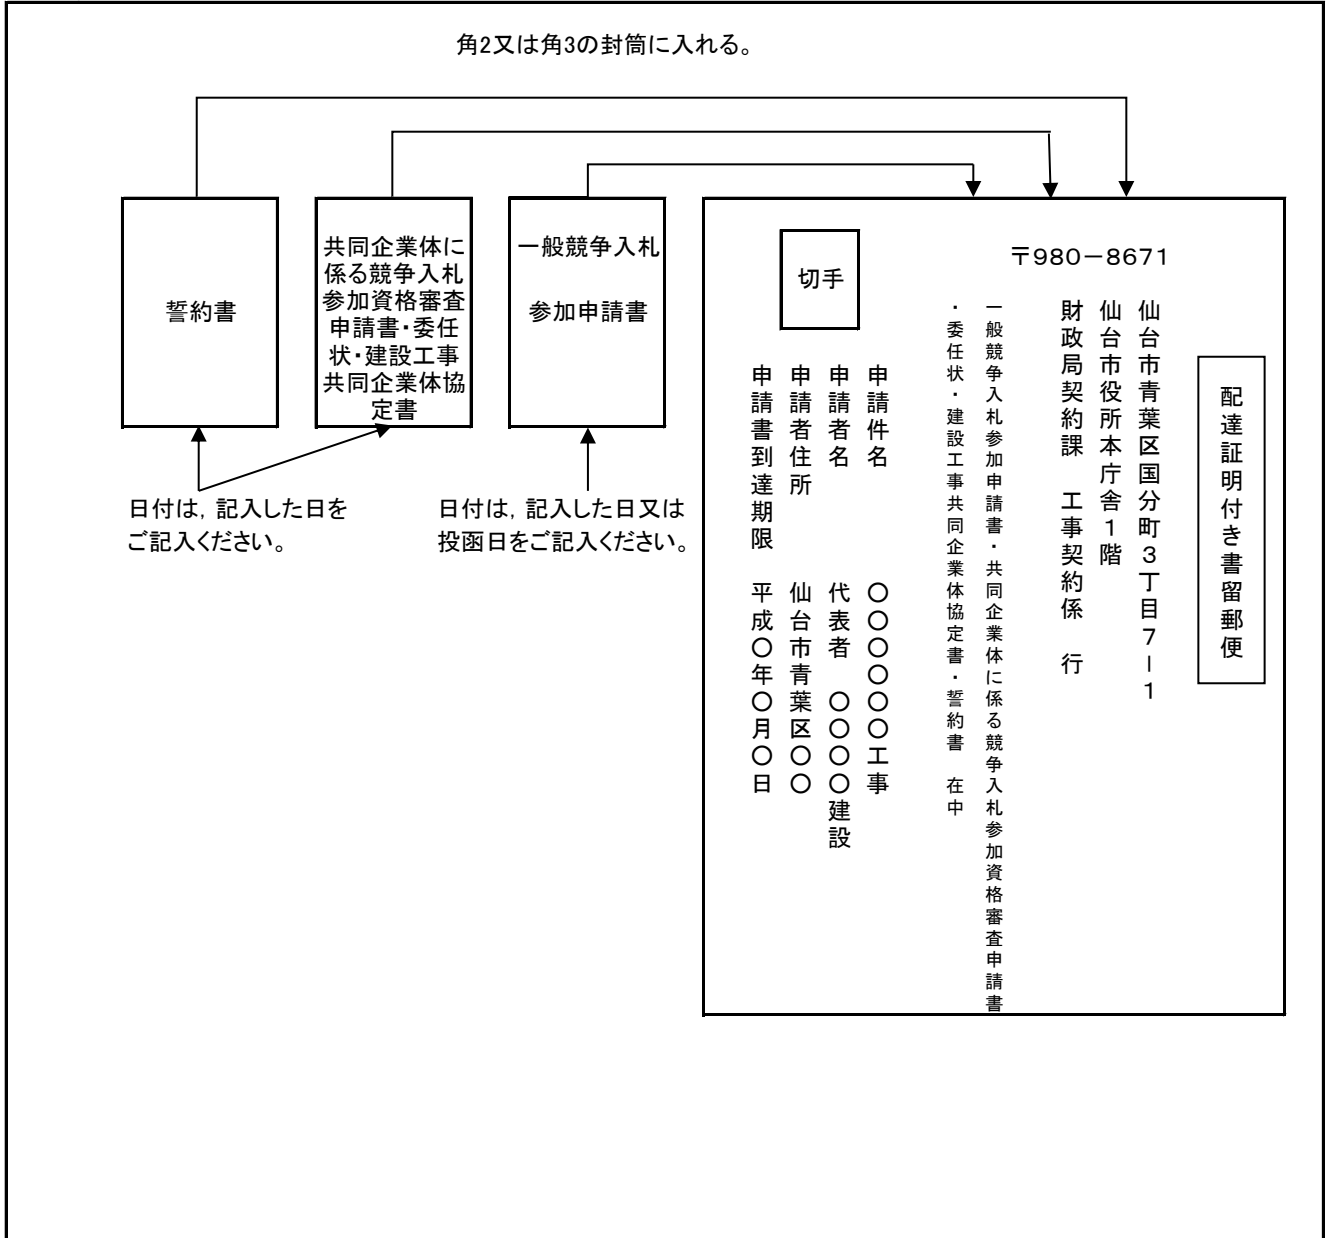 角2又は角3の封筒に入れる。
誓約書
共同企業体に
係る競争入札
参加資格審査
申請書・委任
状・建設工事
共同企業体協
定書
一般競争入札
参加申請書
日付は，記入した日を
ご記入ください。
日付は，記入した日又は
投函日をご記入ください。
配達証明付き書留郵便
〒980－8671
仙台市青葉区国分町３丁目７ー１
仙台市役所本庁舎１階
財政局契約課　工事契約係　行
一般競争入札参加申請書・共同企業体に係る競争入札参加資格審査申請書
・委任状・建設工事共同企業体協定書・誓約書　在中
切手
申請件名　〇〇〇〇〇〇工事
申請者名　代表者　〇〇〇〇建設
申請者住所　仙台市青葉区〇〇
申請書到達期限　平成〇年〇月〇日